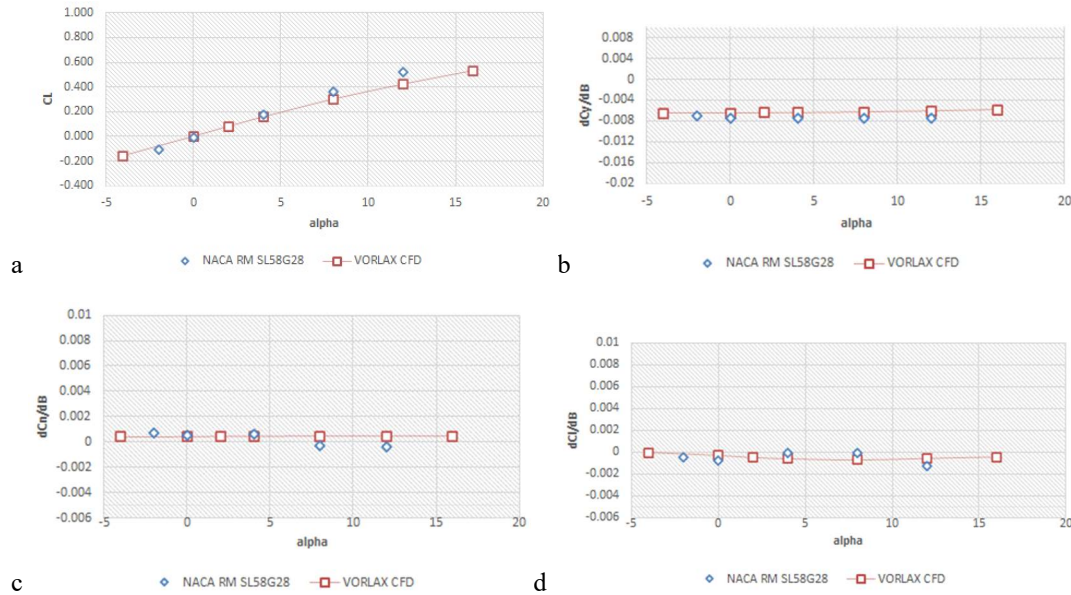 1.000
0.800
0.600
0.400
0.200
0.000
-0.200
-0.400
CL
-5 0 5 10 15 20
alpha
NACA RM SL58G28 VORLAX CFD
a
0.008
0.004
0
-0.004
-0.008
-0.012
-0.016
-0.02
dCy/dB
-5 0 5 10 15 20
alpha
NACA RM SL58G28 VORLAX CFD
b
0.01
0.008
0.006
0.004
0.002
0
-0.002
-0.004
-0.006
dCn/dB
-5 0 5 10 15 20
alpha
NACA RM SL58G28 VORLAX CFD
c
0.01
0.008
0.006
0.004
0.002
0
-0.002
-0.004
-0.006
dCl/dB
-5 0 5 10 15 20
alpha
NACA RM SL58G28 VORLAX CFD
d